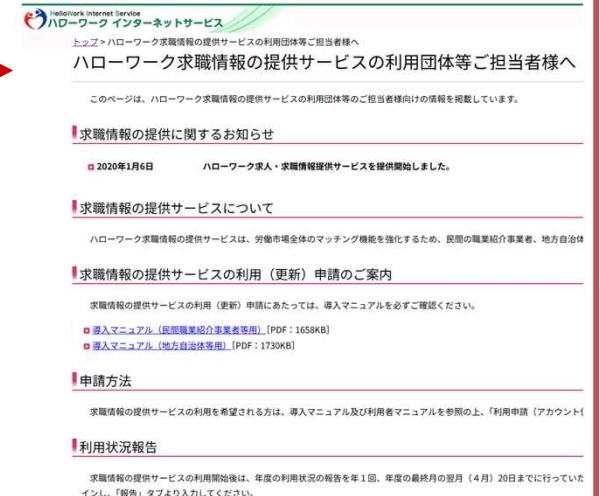 HelloWork Internet Service
ハローワーク インターネットサービス
トップ > ハローワーク求職情報の提供サービスの利用団体等ご担当者様へ
ハローワーク求職情報の提供サービスの利用団体等ご担当者様へ
このページは、ハローワーク求職情報の提供サービスの利用団体等のご担当者様向けの情報を掲載しています。
求職情報の提供に関するお知らせ
2020年1月6日 ハローワーク求人・求職情報提供サービスを提供開始しました。
求職情報の提供サービスについて
ハローワーク求職情報の提供サービスは、労働市場全体のマッチング機能を強化するため、民間の職業紹介事業者、地方自治体
求職情報の提供サービスの利用（更新）申請のご案内
求職情報の提供サービスの利用（更新）申請にあたっては、導入マニュアルを必ずご確認ください。
導入マニュアル（民間職業紹介事業者等用）[PDF：1658KB]
導入マニュアル（地方自治体等用）[PDF：1730KB]
申請方法
求職情報の提供サービスの利用を希望される方は、導入マニュアル及び利用者マニュアルを参照の上、「利用申請（アカウント
利用状況報告
求職情報の提供サービスの利用開始後は、年度の利用状況の報告を年１回、年度の最終月の翌月（４月）20日までに行っていた
インし、「報告」タブより入力してください。